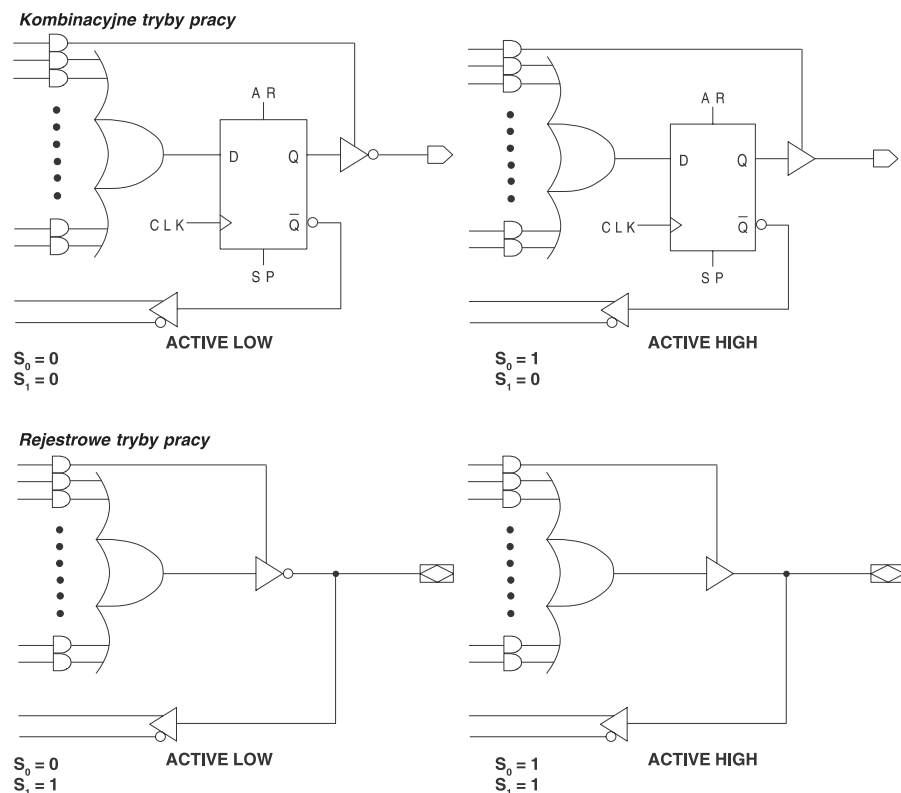 Kombinacyjne tryby pracy
A R
D Q
CLK Q̅
S P
ACTIVE LOW
S₀ = 0
S₁ = 0
A R
D Q
CLK Q̅
S P
ACTIVE HIGH
S₀ = 1
S₁ = 0
Rejestrowe tryby pracy
ACTIVE LOW
S₀ = 0
S₁ = 1
ACTIVE HIGH
S₀ = 1
S₁ = 1